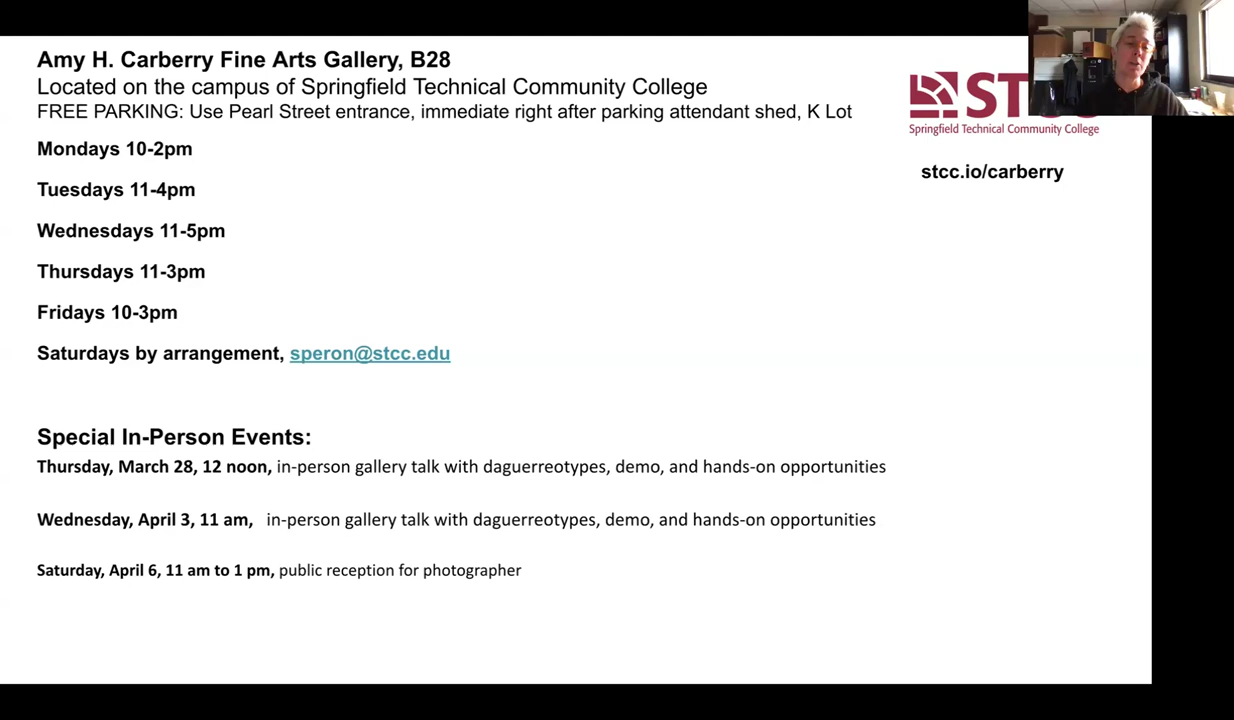 Amy H. Carberry Fine Arts Gallery, B28
Located on the campus of Springfield Technical Community College
FREE PARKING: Use Pearl Street entrance, immediate right after parking attendant shed, K Lot
Mondays 10-2pm
Tuesdays 11-4pm
Wednesdays 11-5pm
Thursdays 11-3pm
Fridays 10-3pm
Saturdays by arrangement, speron@stcc.edu
Special In-Person Events:
Thursday, March 28, 12 noon, in-person gallery talk with daguerreotypes, demo, and hands-on opportunities
Wednesday, April 3, 11 am, in-person gallery talk with daguerreotypes, demo, and hands-on opportunities
Saturday, April 6, 11 am to 1 pm, public reception for photographer
Springfield Technical Community College
stcc.io/carberry